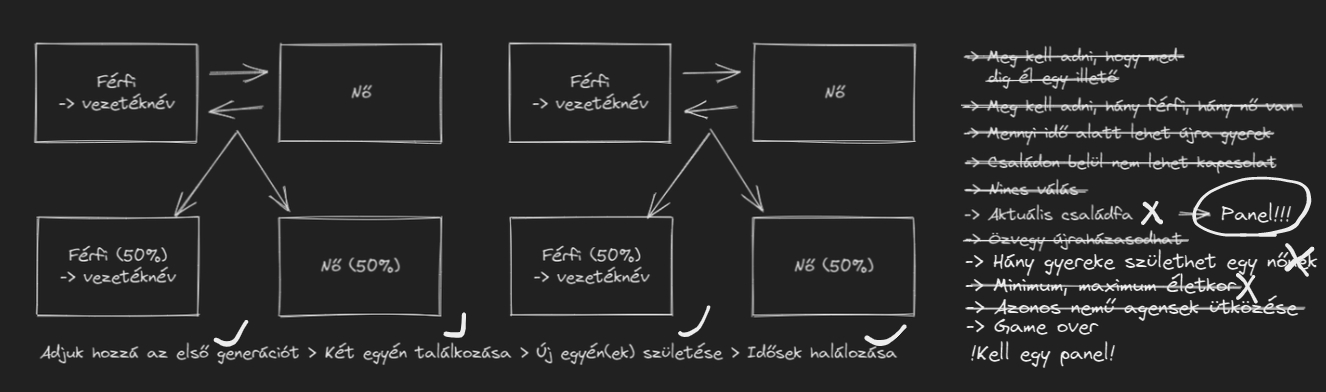 Férfi
-> vezetéknév
Nő
Férfi
-> vezetéknév
Nő
Férfi (50%)
-> vezetéknév
Nő (50%)
Férfi (50%)
-> vezetéknév
Nő (50%)
Adjuk hozzá az első generációt > Két egyén találkozása > Új egyén(ek) születése > Idősek halálozása
-> Meg kell adni, hogy med
dig él egy illető
-> Meg kell adni, hány férfi, hány nő van
-> Mennyi idő alatt lehet újra gyerek
-> Családon belül nem lehet kapcsolat
-> Nincs válás
-> Aktuális családfa X -> Panel!!!
-> Özvegy újraházasodhat
-> Hány gyereke születhet egy nőnek X
-> Minimum, maximum életkor X
-> Azonos nemű agensek ütközése
-> Game over
!Kell egy panel!